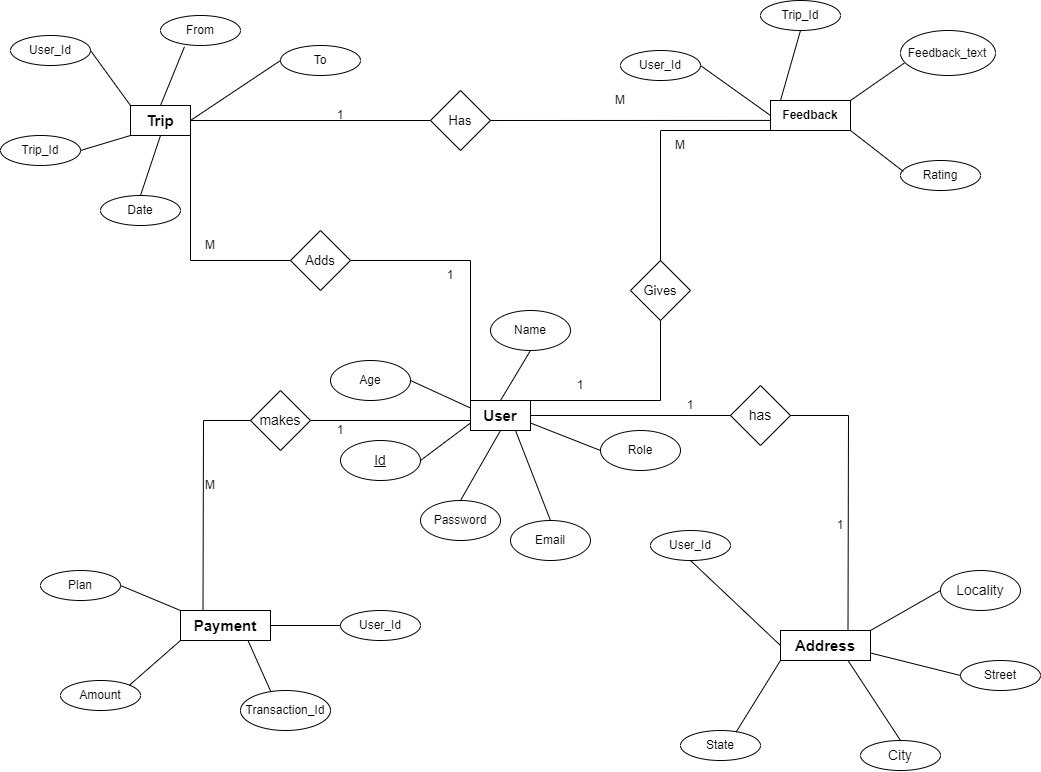 Trip_Id
From
User_Id
Feedback_text
To
User_Id
M
1
Trip
Has
Feedback
M
Trip_Id
Rating
Date
M
Adds
1
Gives
Name
Age
1
1
User
has
makes
1
Id
Role
M
Password
1
Email
User_Id
Plan
Locality
Payment
User_Id
Address
Street
Amount
Transaction_Id
State
City